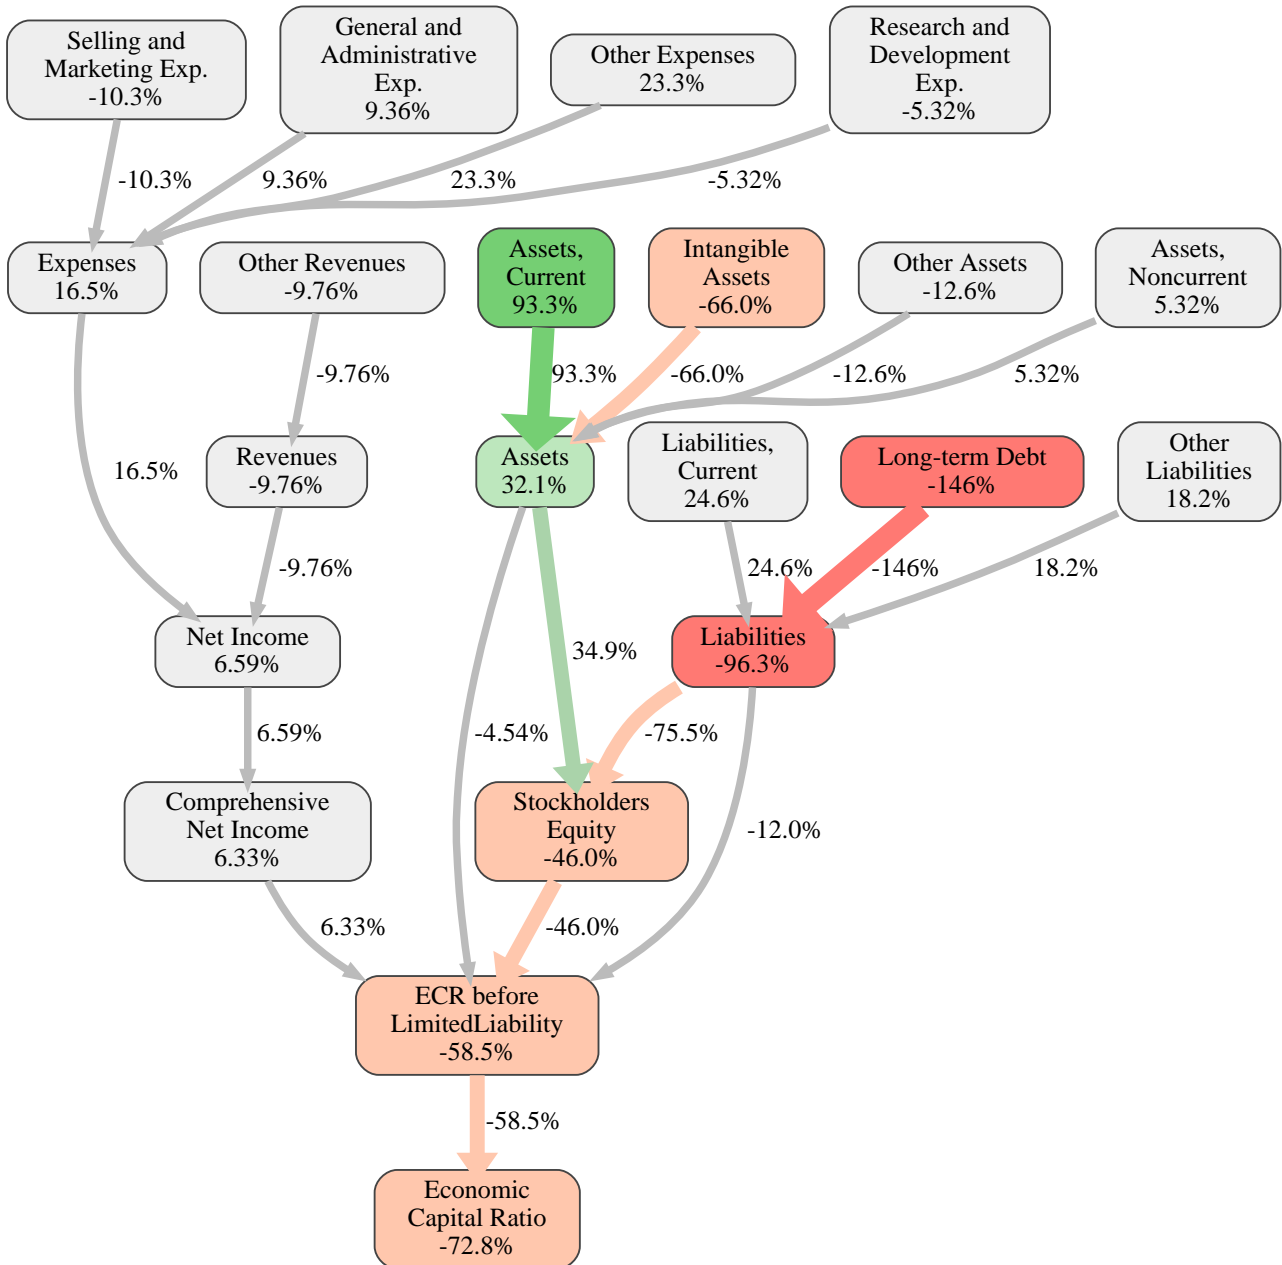 Selling and
Marketing Exp.
-10.3%
General and
Administrative
Exp.
9.36%
Other Expenses
23.3%
Research and
Development
Exp.
-5.32%
-10.3%
9.36%
23.3%
-5.32%
Expenses
16.5%
Other Revenues
-9.76%
Assets,
Current
93.3%
Intangible
Assets
-66.0%
Other Assets
-12.6%
Assets,
Noncurrent
5.32%
-9.76%
93.3%
-66.0%
-12.6%
5.32%
16.5%
Revenues
-9.76%
Assets
32.1%
Liabilities,
Current
24.6%
Long-term Debt
-146%
Other
Liabilities
18.2%
-9.76%
24.6%
-146%
18.2%
Net Income
6.59%
34.9%
Liabilities
-96.3%
6.59%
-4.54%
-75.5%
Comprehensive
Net Income
6.33%
Stockholders
Equity
-46.0%
-12.0%
6.33%
-46.0%
ECR before
LimitedLiability
-58.5%
-58.5%
Economic
Capital Ratio
-72.8%